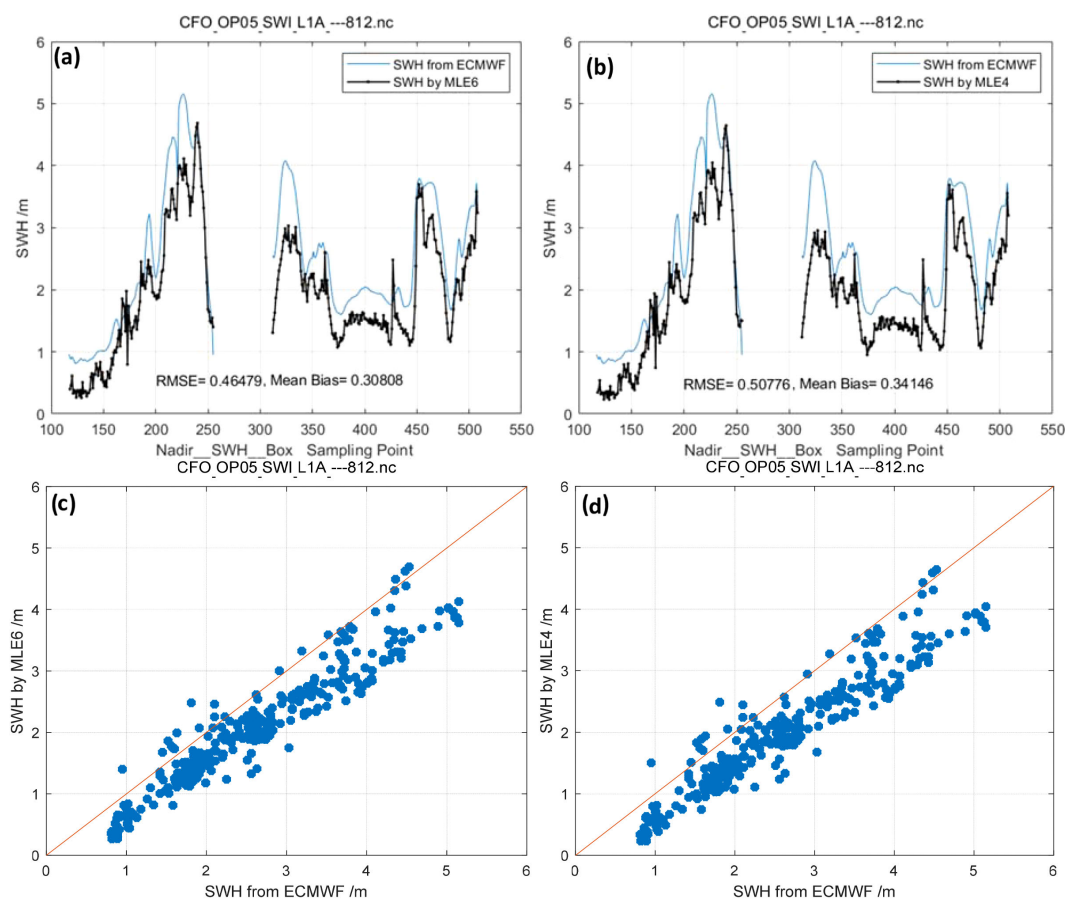 CFO_OP05_SWI_L1A_---812.nc
(a)
SWH from ECMWF
SWH by MLE6
6
5
4
3
2
1
0
SWH /m
RMSE= 0.46479, Mean Bias= 0.30808
100 150 200 250 300 350 400 450 500 550
Nadir__SWH__Box Sampling Point
CFO_OP05_SWI_L1A_---812.nc
(b)
SWH from ECMWF
SWH by MLE4
6
5
4
3
2
1
0
SWH /m
RMSE= 0.50776, Mean Bias= 0.34146
100 150 200 250 300 350 400 450 500 550
Nadir__SWH__Box Sampling Point
CFO_OP05_SWI_L1A_---812.nc
(c)
6
5
4
3
2
1
0
SWH by MLE6 /m
0 1 2 3 4 5 6
SWH from ECMWF /m
CFO_OP05_SWI_L1A_---812.nc
(d)
6
5
4
3
2
1
0
SWH by MLE4 /m
0 1 2 3 4 5 6
SWH from ECMWF /m